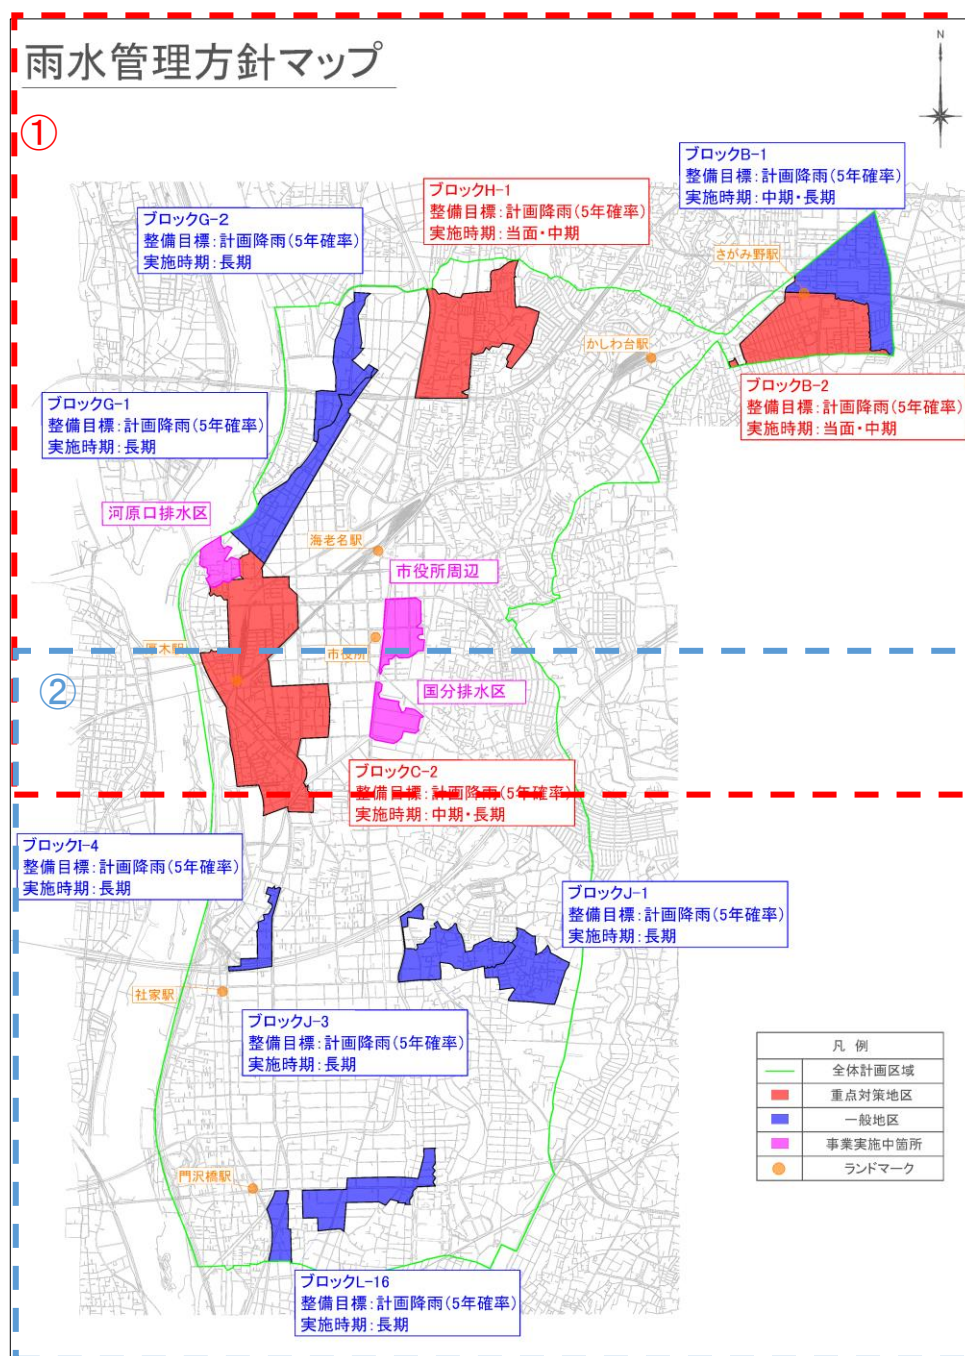 雨水管理方針マップ
N
①
ブロックB-1
整備目標:計画降雨(5年確率)
実施時期:中期・長期
ブロックH-1
整備目標:計画降雨(5年確率)
実施時期:当面・中期
ブロックG-2
整備目標:計画降雨(5年確率)
実施時期:長期
さがみ野駅
かしわ台駅
ブロックB-2
整備目標:計画降雨(5年確率)
実施時期:当面・中期
ブロックG-1
整備目標:計画降雨(5年確率)
実施時期:長期
河原口排水区
海老名駅
市役所周辺
厚木駅
市役所
②
国分排水区
ブロックC-2
整備目標:計画降雨(5年確率)
実施時期:中期・長期
ブロックI-4
整備目標:計画降雨(5年確率)
実施時期:長期
ブロックJ-1
整備目標:計画降雨(5年確率)
実施時期:長期
社家駅
ブロックJ-3
整備目標:計画降雨(5年確率)
実施時期:長期
凡 例
全体計画区域
重点対策地区
一般地区
事業実施中箇所
ランドマーク
門沢橋駅
ブロックL-16
整備目標:計画降雨(5年確率)
実施時期:長期